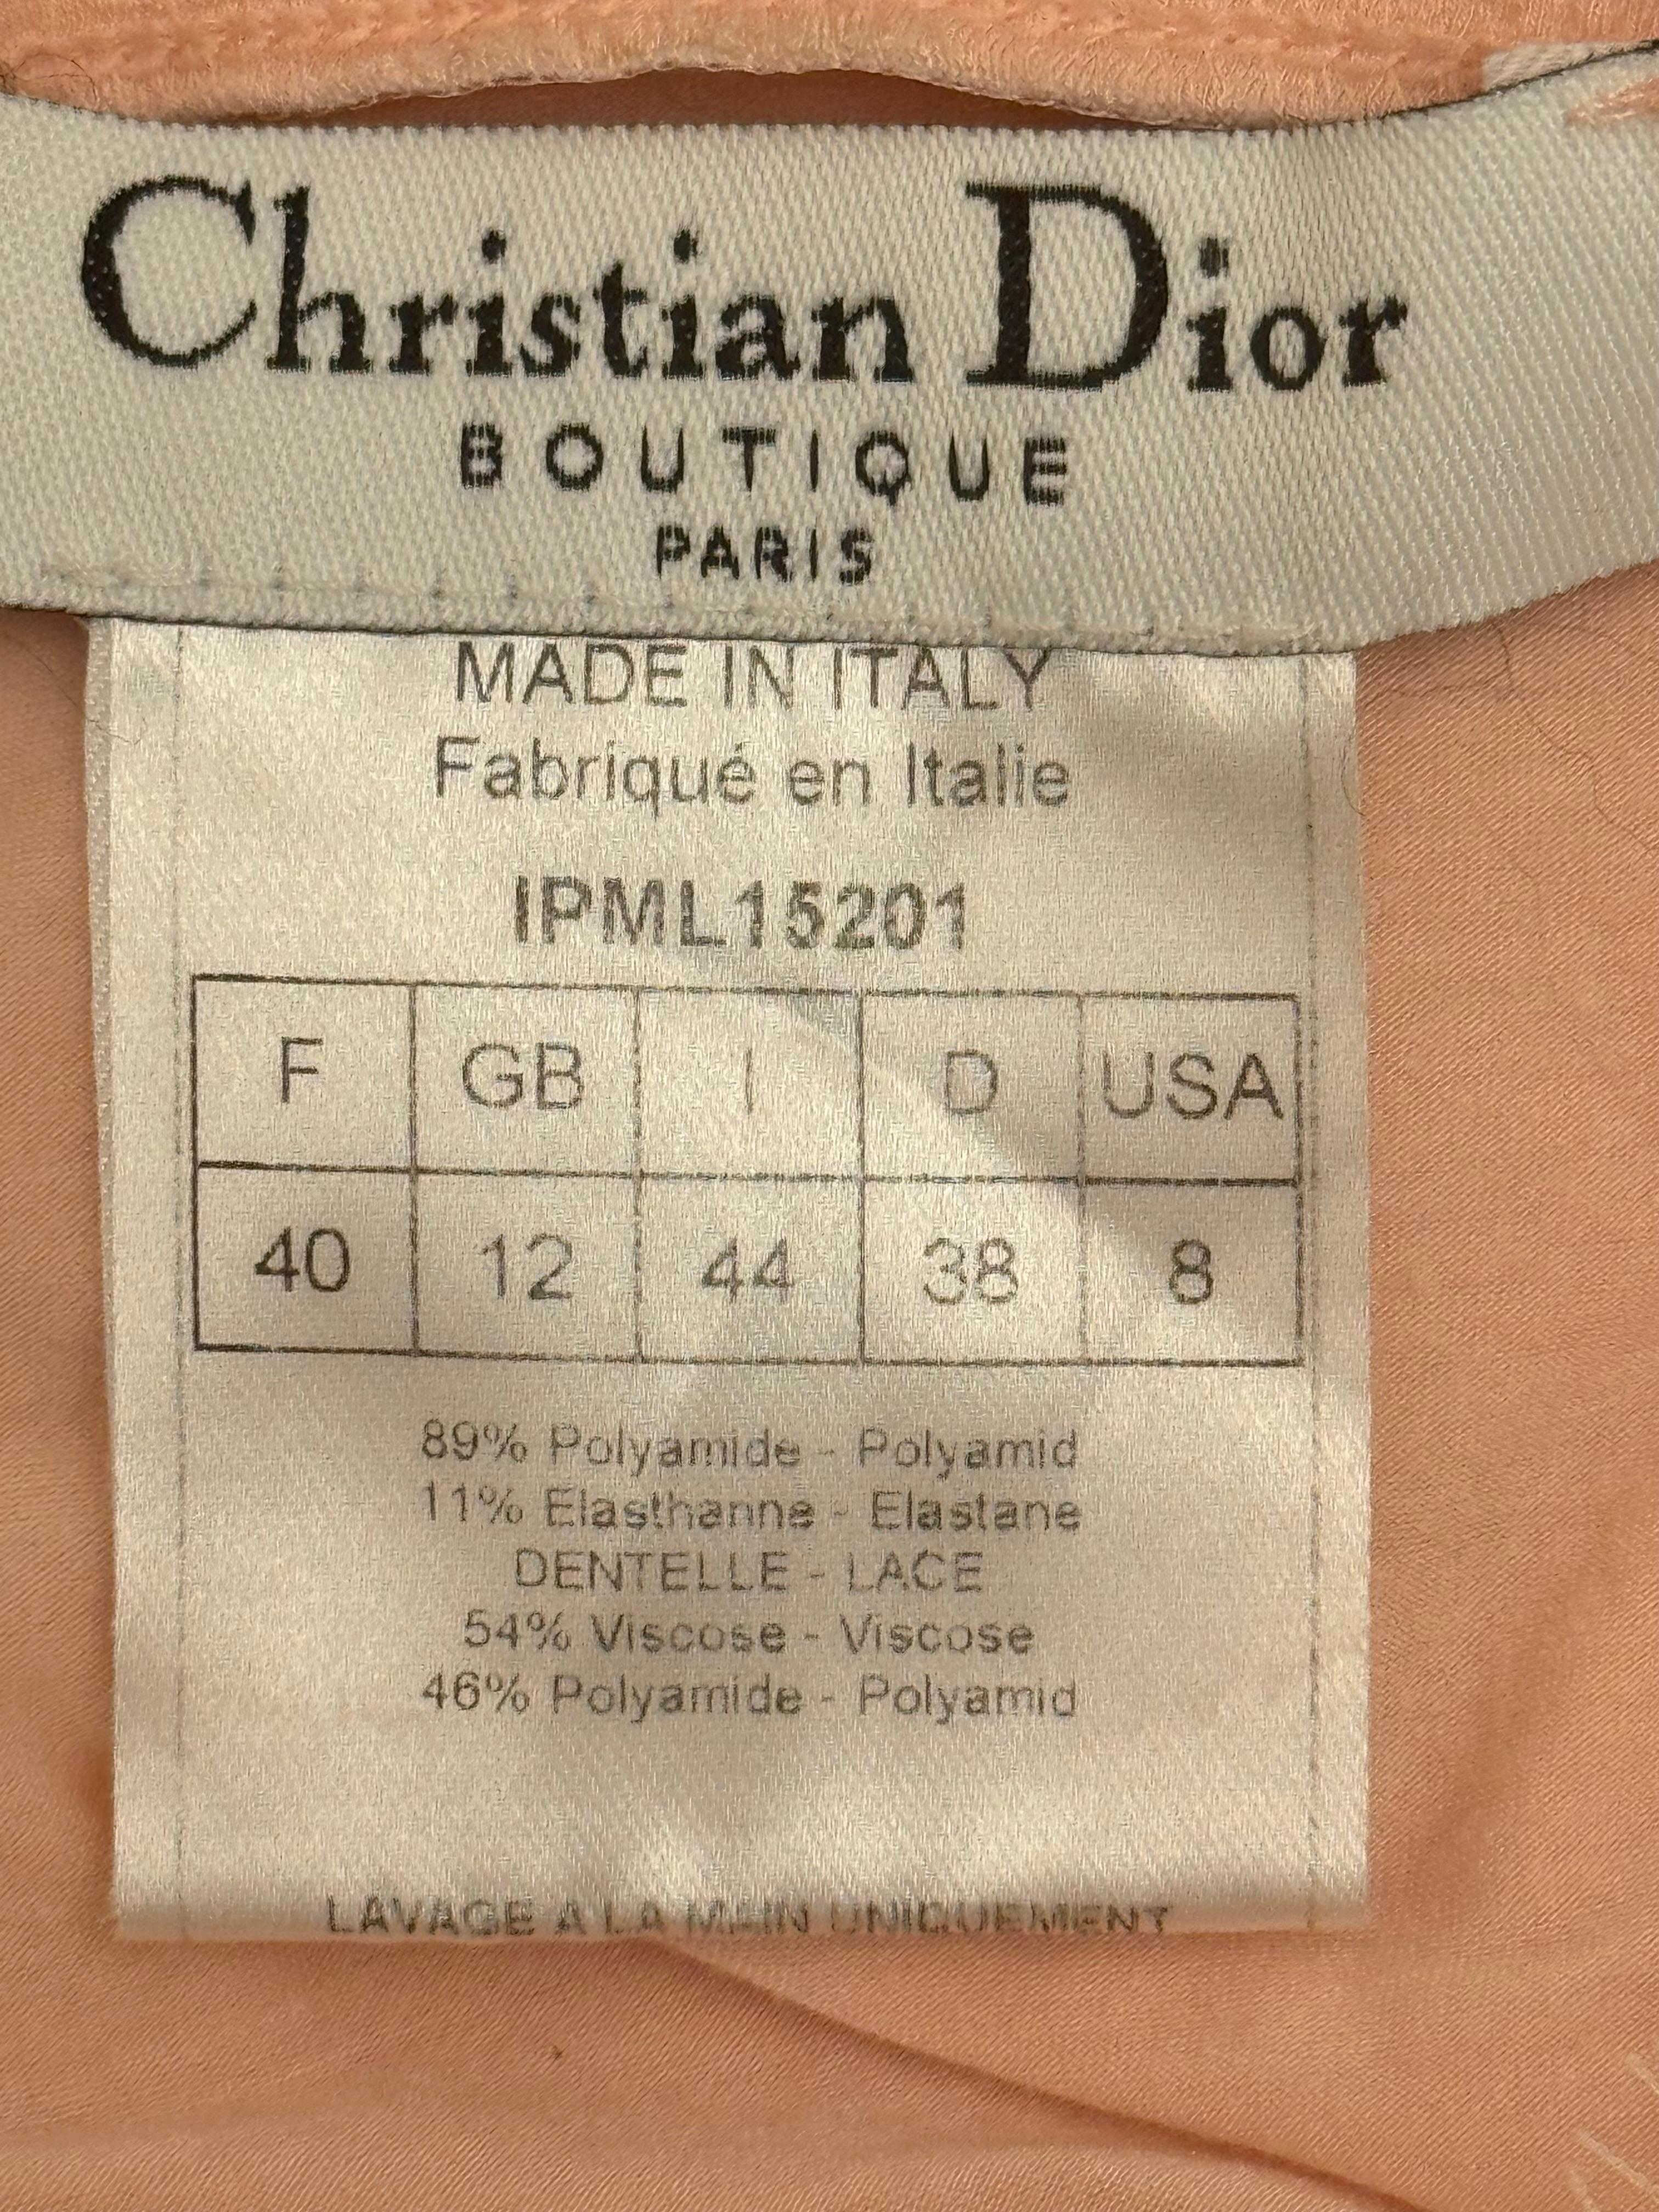 Christian Dior
BOUTIQUE
PARIS
MADE IN ITALY
Fabriqué en Italie
IPML15201
F GB I D USA
40 12 44 38 8
89% Polyamide - Polyamid
11% Elasthanne - Elastane
DENTELLE - LACE
54% Viscose - Viscose
46% Polyamide - Polyamid
LAVAGE A LA MAIN UNIQUEMENT